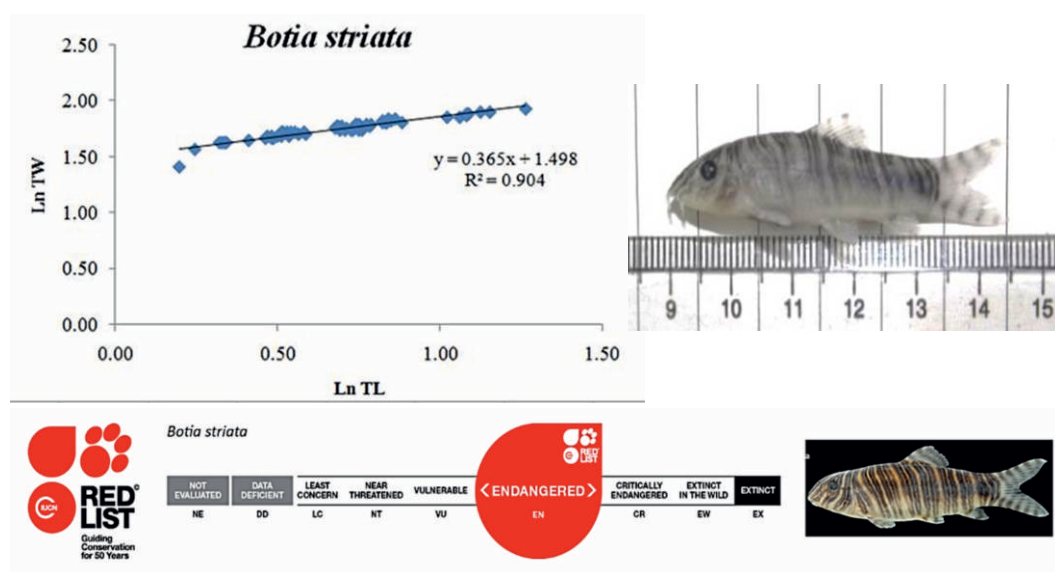 Botia striata
2.50
2.00
1.50
1.00
0.50
0.00
Ln TW
y = 0.365x + 1.498
R² = 0.904
0.00 0.50 1.00 1.50
Ln TL
9 10 11 12 13 14 15
IUCN
RED
LIST
Guiding
Conservation
for 50 Years
Botia striata
NOT
EVALUATED
NE
DATA
DEFICIENT
DD
LEAST
CONCERN
LC
NEAR
THREATENED
NT
VULNERABLE
VU
RED
LIST
<ENDANGERED>
EN
CRITICALLY
ENDANGERED
CR
EXTINCT
IN THE WILD
EW
EXTINCT
EX
a